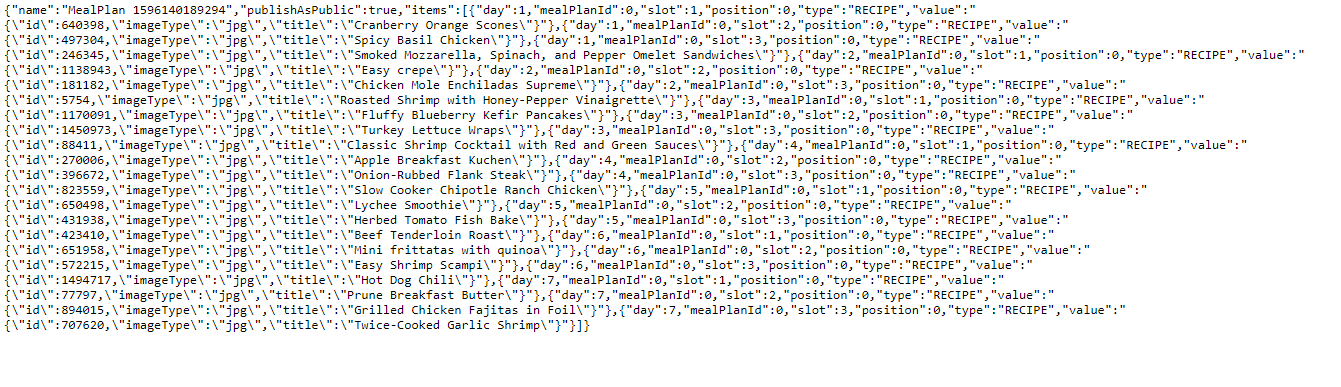 {"name":"MealPlan 1596140189294","publishAsPublic":true,"items":[{"day":1,"mealPlanId":0,"slot":1,"position":0,"type":"RECIPE","value":"
{\"id\":640398,\"imageType\":\"jpg\",\"title\":\"Cranberry Orange Scones\"}"},{"day":1,"mealPlanId":0,"slot":2,"position":0,"type":"RECIPE","value":"
{\"id\":497304,\"imageType\":\"jpg\",\"title\":\"Spicy Basil Chicken\"}"},{"day":1,"mealPlanId":0,"slot":3,"position":0,"type":"RECIPE","value":"
{\"id\":246345,\"imageType\":\"jpg\",\"title\":\"Smoked Mozzarella, Spinach, and Pepper Omelet Sandwiches\"}"},{"day":2,"mealPlanId":0,"slot":1,"position":0,"type":"RECIPE","value":"
{\"id\":1138943,\"imageType\":\"jpg\",\"title\":\"Easy crepe\"}"},{"day":2,"mealPlanId":0,"slot":2,"position":0,"type":"RECIPE","value":"
{\"id\":181182,\"imageType\":\"jpg\",\"title\":\"Chicken Mole Enchiladas Supreme\"}"},{"day":2,"mealPlanId":0,"slot":3,"position":0,"type":"RECIPE","value":"
{\"id\":5754,\"imageType\":\"jpg\",\"title\":\"Roasted Shrimp with Honey-Pepper Vinaigrette\"}"},{"day":3,"mealPlanId":0,"slot":1,"position":0,"type":"RECIPE","value":"
{\"id\":1170091,\"imageType\":\"jpg\",\"title\":\"Fluffy Blueberry Kefir Pancakes\"}"},{"day":3,"mealPlanId":0,"slot":2,"position":0,"type":"RECIPE","value":"
{\"id\":1450973,\"imageType\":\"jpg\",\"title\":\"Turkey Lettuce Wraps\"}"},{"day":3,"mealPlanId":0,"slot":3,"position":0,"type":"RECIPE","value":"
{\"id\":88411,\"imageType\":\"jpg\",\"title\":\"Classic Shrimp Cocktail with Red and Green Sauces\"}"},{"day":4,"mealPlanId":0,"slot":1,"position":0,"type":"RECIPE","value":"
{\"id\":270006,\"imageType\":\"jpg\",\"title\":\"Apple Breakfast Kuchen\"}"},{"day":4,"mealPlanId":0,"slot":2,"position":0,"type":"RECIPE","value":"
{\"id\":396672,\"imageType\":\"jpg\",\"title\":\"Onion-Rubbed Flank Steak\"}"},{"day":4,"mealPlanId":0,"slot":3,"position":0,"type":"RECIPE","value":"
{\"id\":823559,\"imageType\":\"jpg\",\"title\":\"Slow Cooker Chipotle Ranch Chicken\"}"},{"day":5,"mealPlanId":0,"slot":1,"position":0,"type":"RECIPE","value":"
{\"id\":650498,\"imageType\":\"jpg\",\"title\":\"Lychee Smoothie\"}"},{"day":5,"mealPlanId":0,"slot":2,"position":0,"type":"RECIPE","value":"
{\"id\":431938,\"imageType\":\"jpg\",\"title\":\"Herbed Tomato Fish Bake\"}"},{"day":5,"mealPlanId":0,"slot":3,"position":0,"type":"RECIPE","value":"
{\"id\":423410,\"imageType\":\"jpg\",\"title\":\"Beef Tenderloin Roast\"}"},{"day":6,"mealPlanId":0,"slot":1,"position":0,"type":"RECIPE","value":"
{\"id\":651958,\"imageType\":\"jpg\",\"title\":\"Mini frittatas with quinoa\"}"},{"day":6,"mealPlanId":0,"slot":2,"position":0,"type":"RECIPE","value":"
{\"id\":572215,\"imageType\":\"jpg\",\"title\":\"Easy Shrimp Scampi\"}"},{"day":6,"mealPlanId":0,"slot":3,"position":0,"type":"RECIPE","value":"
{\"id\":1494717,\"imageType\":\"jpg\",\"title\":\"Hot Dog Chili\"}"},{"day":7,"mealPlanId":0,"slot":1,"position":0,"type":"RECIPE","value":"
{\"id\":77797,\"imageType\":\"jpg\",\"title\":\"Prune Breakfast Butter\"}"},{"day":7,"mealPlanId":0,"slot":2,"position":0,"type":"RECIPE","value":"
{\"id\":894015,\"imageType\":\"jpg\",\"title\":\"Grilled Chicken Fajitas in Foil\"}"},{"day":7,"mealPlanId":0,"slot":3,"position":0,"type":"RECIPE","value":"
{\"id\":707620,\"imageType\":\"jpg\",\"title\":\"Twice-Cooked Garlic Shrimp\"}"}]}